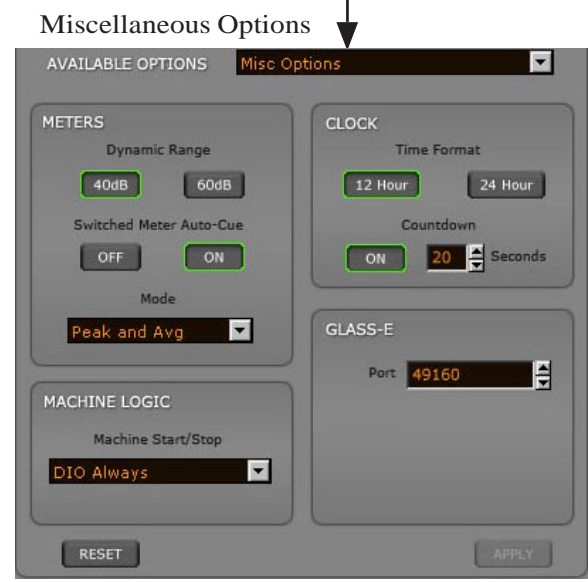 Miscellaneous Options
AVAILABLE OPTIONS Misc Options
METERS
Dynamic Range
40dB 60dB
Switched Meter Auto-Cue
OFF ON
Mode
Peak and Avg
MACHINE LOGIC
Machine Start/Stop
DIO Always
CLOCK
Time Format
12 Hour 24 Hour
Countdown
ON 20 Seconds
GLASS-E
Port 49160
RESET APPLY